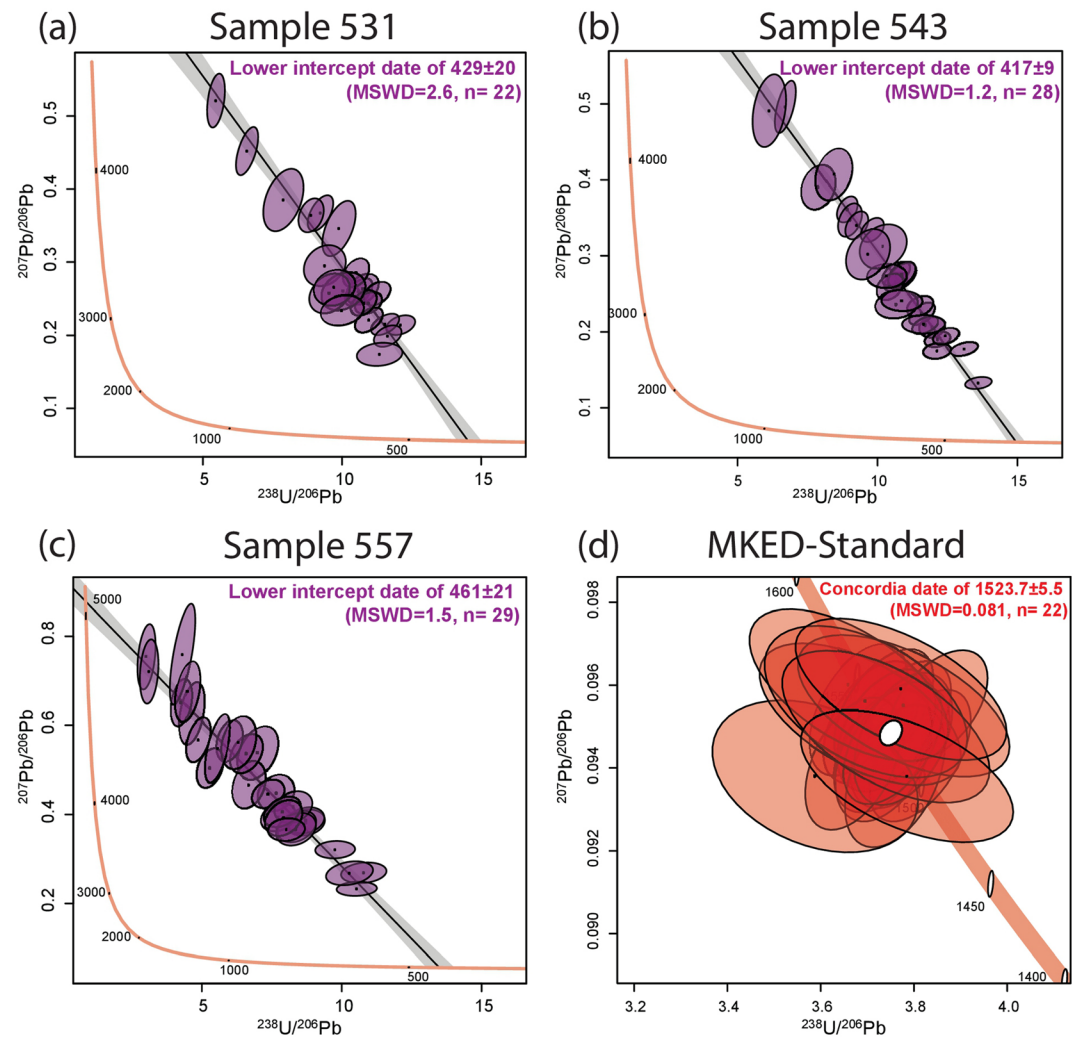 (a) Sample 531
Lower intercept date of 429±20
(MSWD=2.6, n= 22)
0.5
0.4
0.3
0.2
0.1
207Pb/206Pb
4000
3000
2000
1000
500
5 10 15
238U/206Pb
(b) Sample 543
Lower intercept date of 417±9
(MSWD=1.2, n= 28)
0.5
0.4
0.3
0.2
0.1
207Pb/206Pb
4000
3000
2000
1000
500
5 10 15
238U/206Pb
(c) Sample 557
Lower intercept date of 461±21
(MSWD=1.5, n= 29)
0.8
0.6
0.4
0.2
207Pb/206Pb
5000
4000
3000
2000
1000
500
5 10 15
238U/206Pb
(d) MKED-Standard
Concordia date of 1523.7±5.5
(MSWD=0.081, n= 22)
0.098
0.096
0.094
0.092
0.090
207Pb/206Pb
1600
1500
1450
1400
3.2 3.4 3.6 3.8 4.0
238U/206Pb